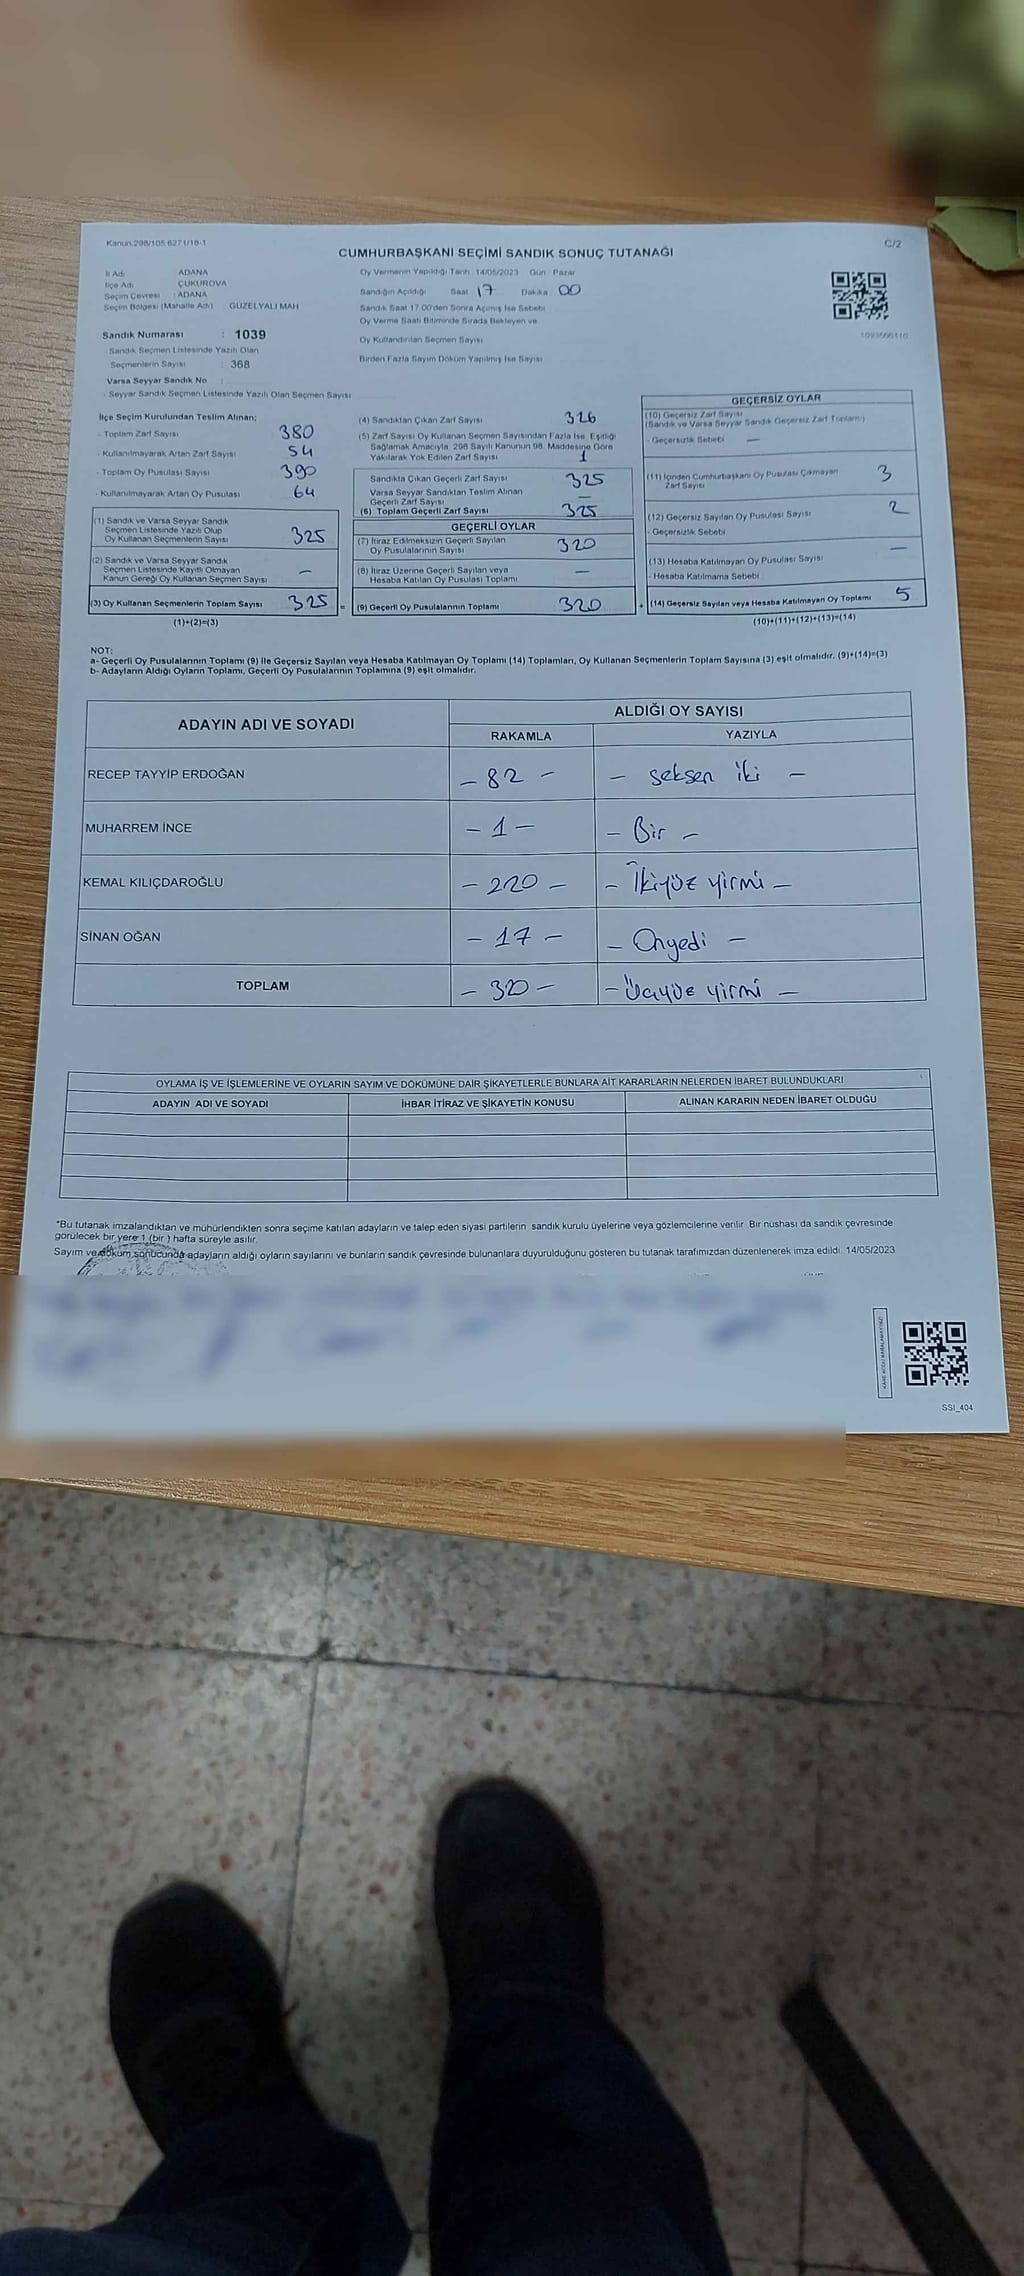 Kanun.298/105.6271/18-1
C/2
CUMHURBAŞKANI SEÇİMİ SANDIK SONUÇ TUTANAĞI
İl Adı ADANA
İlçe Adı ÇUKUROVA
Seçim Çevresi : ADANA
Seçim Bölgesi (Mahalle Adı) GÜZELYALI MAH
Sandık Numarası : 1039
- Sandık Seçmen Listesinde Yazılı Olan
Seçmenlerin Sayısı : 368
Varsa Seyyar Sandık No
- Seyyar Sandık Seçmen Listesinde Yazılı Olan Seçmen Sayısı
Oy Vermenin Yapıldığı Tarih : 14/05/2023 Gün : Pazar
Sandığın Açıldığı Saat 17 Dakika 00
Sandık Saat 17.00'den Sonra Açılmış İse Sebebi
Oy Verme Saati Bitiminde Sırada Bekleyen ve
Oy Kullandırılan Seçmen Sayısı
Birden Fazla Sayım Döküm Yapılmış İse Sayısı
İlçe Seçim Kurulundan Teslim Alınan;
- Toplam Zarf Sayısı 380
- Kullanılmayarak Artan Zarf Sayısı 54
- Toplam Oy Pusulası Sayısı 390
- Kullanılmayarak Artan Oy Pusulası 64
(1) Sandık ve Varsa Seyyar Sandık
Seçmen Listesinde Yazılı Olup
Oy Kullanan Seçmenlerin Sayısı 325
(2) Sandık ve Varsa Seyyar Sandık
Seçmen Listesinde Kayıtlı Olmayan
Kanun Gereği Oy Kullanan Seçmen Sayısı —
(3) Oy Kullanan Seçmenlerin Toplam Sayısı 325 =
(1)+(2)=(3)
(4) Sandıktan Çıkan Zarf Sayısı 326
(5) Zarf Sayısı Oy Kullanan Seçmen Sayısından Fazla İse, Eşitliği
Sağlamak Amacıyla, 298 Sayılı Kanunun 98. Maddesine Göre
Yakılarak Yok Edilen Zarf Sayısı 1
Sandıkta Çıkan Geçerli Zarf Sayısı 325
Varsa Seyyar Sandıktan Teslim Alınan
Geçerli Zarf Sayısı —
(6) Toplam Geçerli Zarf Sayısı 325
GEÇERLİ OYLAR
(7) İtiraz Edilmeksizin Geçerli Sayılan
Oy Pusulalarının Sayısı 320
(8) İtiraz Üzerine Geçerli Sayılan veya
Hesaba Katılan Oy Pusulası Toplamı —
(9) Geçerli Oy Pusulalarının Toplamı 320 +
GEÇERSİZ OYLAR
(10) Geçersiz Zarf Sayısı
(Sandık ve Varsa Seyyar Sandık Geçersiz Zarf Toplamı)
- Geçersizlik Sebebi —
(11) İçinden Cumhurbaşkanı Oy Pusulası Çıkmayan
Zarf Sayısı 3
(12) Geçersiz Sayılan Oy Pusulası Sayısı 2
- Geçersizlik Sebebi
(13) Hesaba Katılmayan Oy Pusulası Sayısı —
- Hesaba Katılmama Sebebi
(14) Geçersiz Sayılan veya Hesaba Katılmayan Oy Toplamı 5
(10)+(11)+(12)+(13)=(14)
NOT:
a- Geçerli Oy Pusulalarının Toplamı (9) ile Geçersiz Sayılan veya Hesaba Katılmayan Oy Toplamı (14) Toplamları, Oy Kullanan Seçmenlerin Toplam Sayısına (3) eşit olmalıdır. (9)+(14)=(3)
b- Adayların Aldığı Oyların Toplamı, Geçerli Oy Pusulalarının Toplamına (9) eşit olmalıdır.
ADAYIN ADI VE SOYADI
ALDIĞI OY SAYISI
RAKAMLA YAZIYLA
RECEP TAYYİP ERDOĞAN – 82 – – seksen iki –
MUHARREM İNCE – 1 – – Bir –
KEMAL KILIÇDAROĞLU – 220 – – İkiyüz yirmi –
SİNAN OĞAN – 17 – – Onyedi –
TOPLAM – 320 – – Üçyüz yirmi –
OYLAMA İŞ VE İŞLEMLERİNE VE OYLARIN SAYIM VE DÖKÜMÜNE DAİR ŞİKAYETLERLE BUNLARA AİT KARARLARIN NELERDEN İBARET BULUNDUKLARI
ADAYIN ADI VE SOYADI İHBAR İTİRAZ VE ŞİKAYETİN KONUSU ALINAN KARARIN NEDEN İBARET OLDUĞU
*Bu tutanak imzalandıktan ve mühürlendikten sonra seçime katılan adayların ve talep eden siyasi partilerin sandık kurulu üyelerine veya gözlemcilerine verilir. Bir nüshası da sandık çevresinde
görülecek bir yere 1 (bir ) hafta süreyle asılır.
Sayım ve döküm sonucunda adayların aldığı oyların sayılarını ve bunların sandık çevresinde bulunanlara duyurulduğunu gösteren bu tutanak tarafımızdan düzenlenerek imza edildi. 14/05/2023
SSI_404